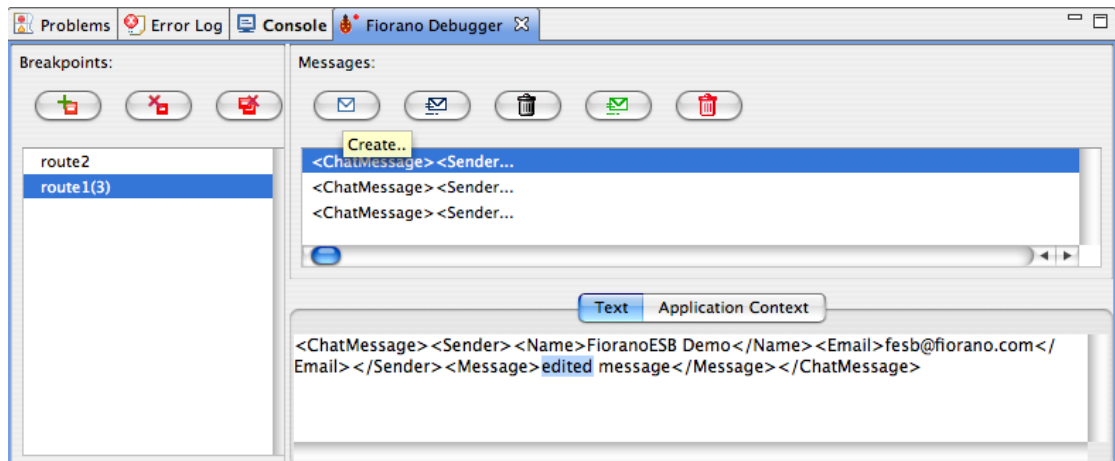 Problems Error Log Console Fiorano Debugger
Breakpoints:
Messages:
Create..
route2
route1(3)
<ChatMessage><Sender...
<ChatMessage><Sender...
<ChatMessage><Sender...
Text Application Context
<ChatMessage><Sender><Name>FioranoESB Demo</Name><Email>fesb@fiorano.com</
Email></Sender><Message>edited message</Message></ChatMessage>